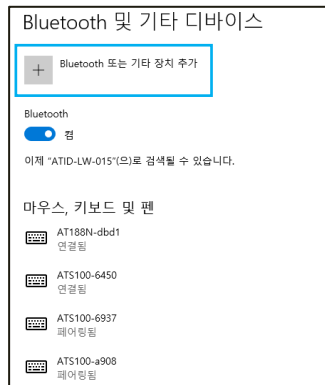 Bluetooth 및 기타 디바이스
Bluetooth 또는 기타 장치 추가
Bluetooth
켬
이제 "ATID-LW-015"(으)로 검색될 수 있습니다.
마우스, 키보드 및 펜
AT188N-dbd1
연결됨
ATS100-6450
연결됨
ATS100-6937
페어링됨
ATS100-a908
페어링됨